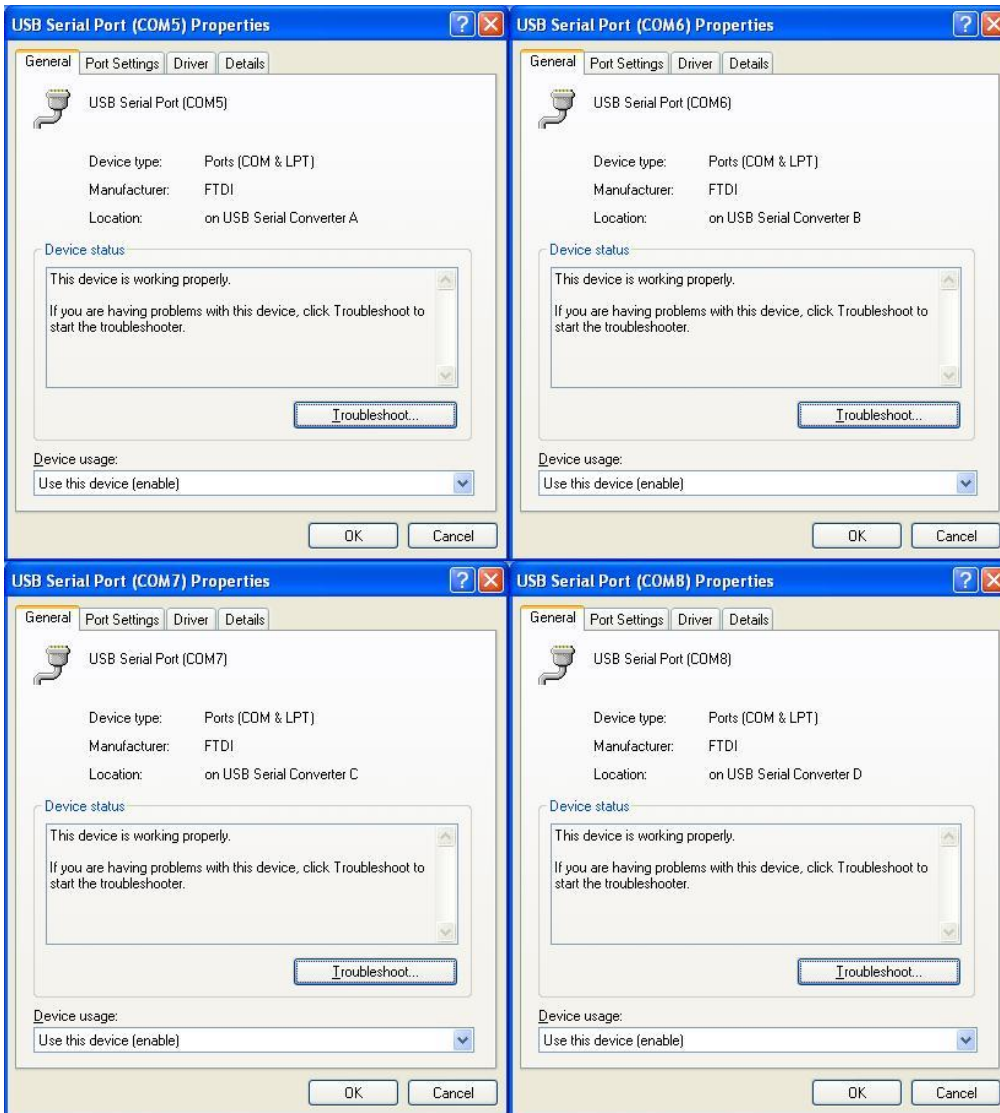 USB Serial Port (COM5) Properties
General Port Settings Driver Details
USB Serial Port (COM5)
Device type: Ports (COM & LPT)
Manufacturer: FTDI
Location: on USB Serial Converter A
Device status
This device is working properly.
If you are having problems with this device, click Troubleshoot to
start the troubleshooter.
Troubleshoot...
Device usage:
Use this device (enable)
OK Cancel
USB Serial Port (COM6) Properties
General Port Settings Driver Details
USB Serial Port (COM6)
Device type: Ports (COM & LPT)
Manufacturer: FTDI
Location: on USB Serial Converter B
Device status
This device is working properly.
If you are having problems with this device, click Troubleshoot to
start the troubleshooter.
Troubleshoot...
Device usage:
Use this device (enable)
OK Cancel
USB Serial Port (COM7) Properties
General Port Settings Driver Details
USB Serial Port (COM7)
Device type: Ports (COM & LPT)
Manufacturer: FTDI
Location: on USB Serial Converter C
Device status
This device is working properly.
If you are having problems with this device, click Troubleshoot to
start the troubleshooter.
Troubleshoot...
Device usage:
Use this device (enable)
OK Cancel
USB Serial Port (COM8) Properties
General Port Settings Driver Details
USB Serial Port (COM8)
Device type: Ports (COM & LPT)
Manufacturer: FTDI
Location: on USB Serial Converter D
Device status
This device is working properly.
If you are having problems with this device, click Troubleshoot to
start the troubleshooter.
Troubleshoot...
Device usage:
Use this device (enable)
OK Cancel